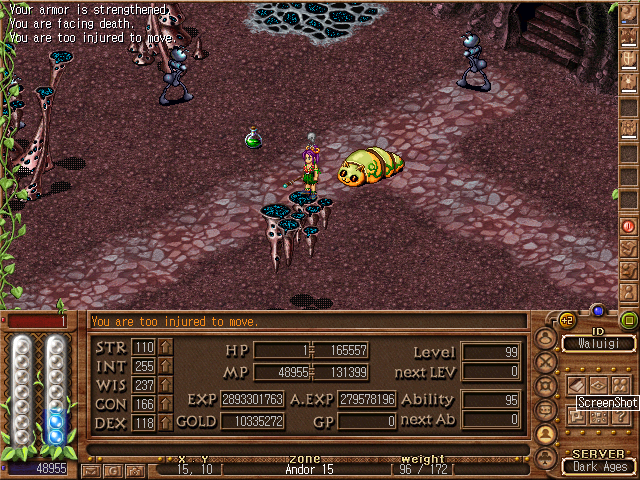 Your armor is strengthened.
You are facing death.
You are too injured to move.
1
You are too injured to move.
+2
ID
Waluigi
STR 110
INT 255
WIS 237
CON 166
DEX 118
HP 1 165557
MP 48955 131399
EXP 2893301763 A.EXP 279578196
GOLD 10335272 GP 0
Level 99
next LEV 0
Ability 95
next Ab 0
ScreenShot
48955
G
x . Y zone weight
15, 10 Andor 15 96 / 172
SERVER
Dark Ages